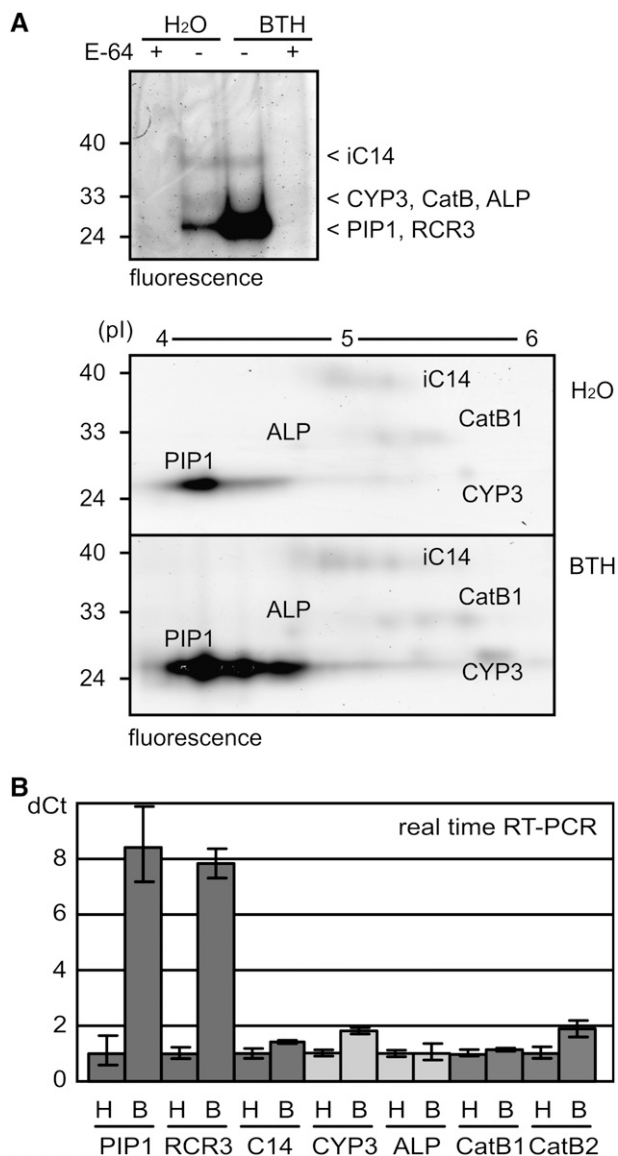 A
H₂O BTH
E-64 + - - +
40 < iC14
33 < CYP3, CatB, ALP
24 < PIP1, RCR3
fluorescence
(pI) 4 5 6
40 iC14 H₂O
33 ALP CatB1
PIP1
24 CYP3
40 iC14 BTH
33 ALP CatB1
PIP1
24 CYP3
fluorescence
B
dCt
real time RT-PCR
8
6
4
2
0
H B H B H B H B H B H B H B
PIP1 RCR3 C14 CYP3 ALP CatB1 CatB2